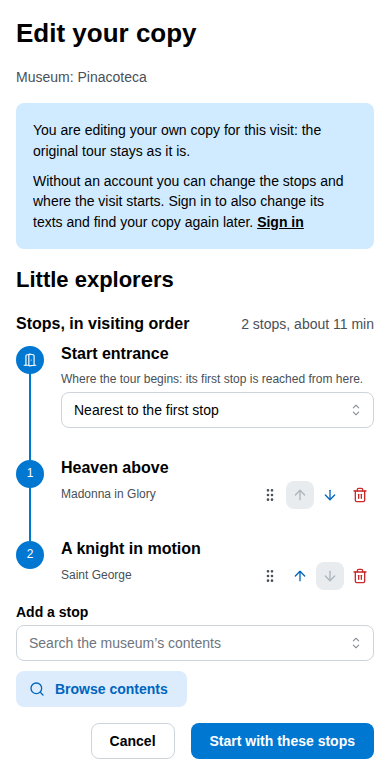 Edit your copy
Museum: Pinacoteca
You are editing your own copy for this visit: the
original tour stays as it is.
Without an account you can change the stops and
where the visit starts. Sign in to also change its
texts and find your copy again later. Sign in
Little explorers
Stops, in visiting order 2 stops, about 11 min
Start entrance
Where the tour begins: its first stop is reached from here.
Nearest to the first stop
1 Heaven above
Madonna in Glory
2 A knight in motion
Saint George
Add a stop
Search the museum’s contents
Browse contents
Cancel Start with these stops